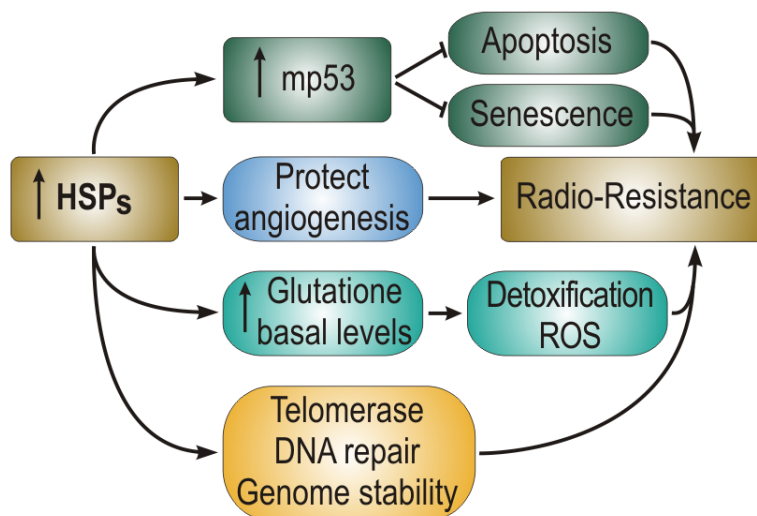 Apoptosis
↑ mp53
Senescence
↑ HSPs
Protect
angiogenesis
Radio-Resistance
↑ Glutatione
basal levels
Detoxification
ROS
Telomerase
DNA repair
Genome stability